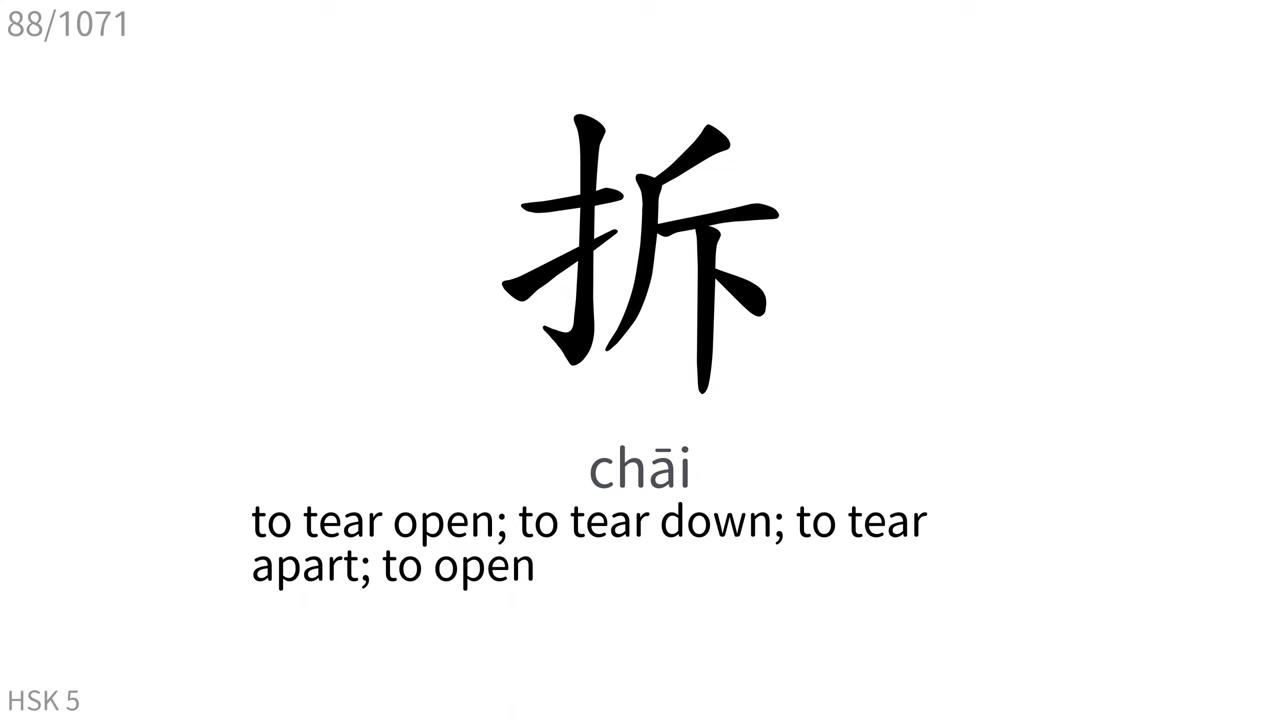 88/1071
拆
chāi
to tear open; to tear down; to tear
apart; to open
HSK 5